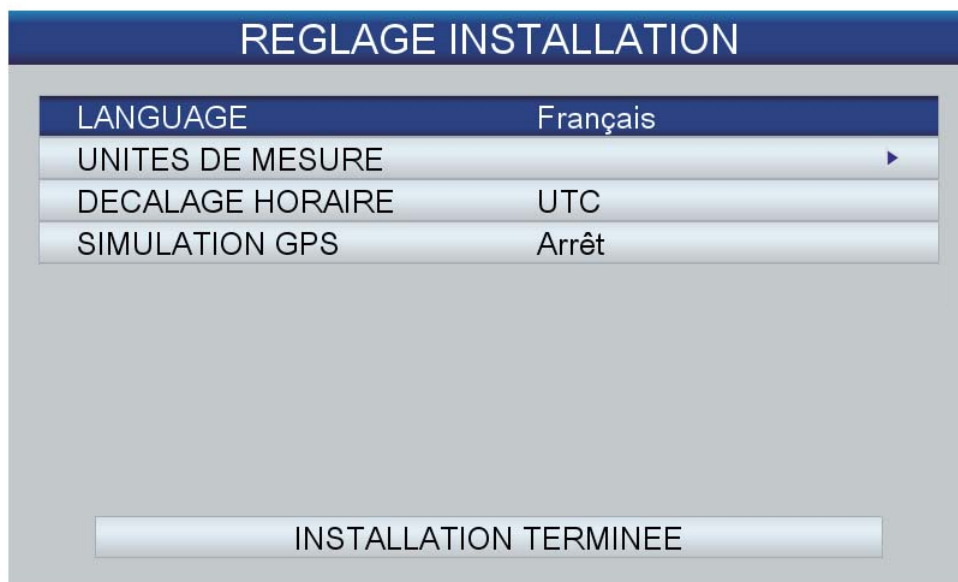 REGLAGE INSTALLATION
LANGUAGE Français
UNITES DE MESURE
DECALAGE HORAIRE UTC
SIMULATION GPS Arrêt
INSTALLATION TERMINEE